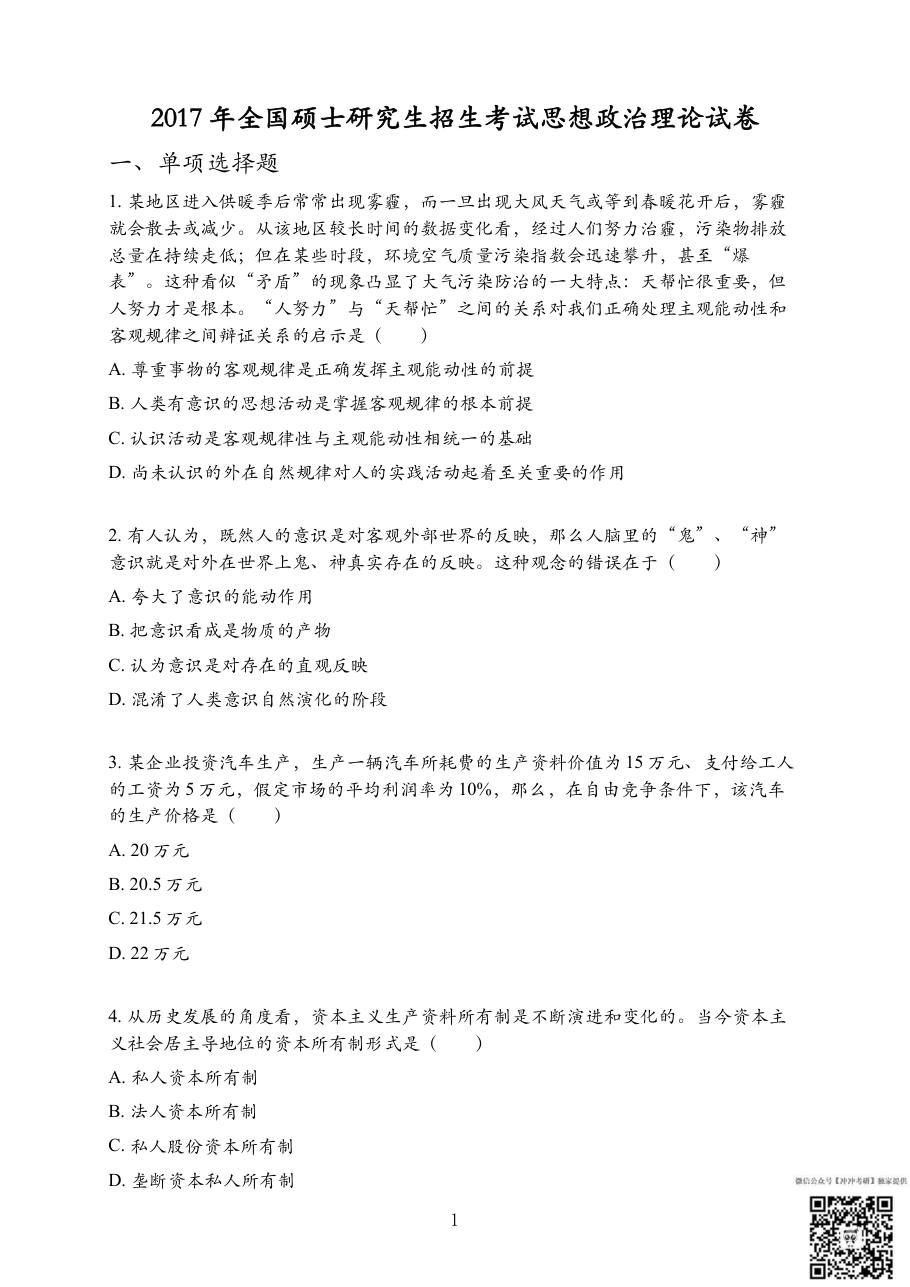 2017 年全国硕士研究生招生考试思想政治理论试卷
一、单项选择题
1. 某地区进入供暖季后常常出现雾霾，而一旦出现大风天气或等到春暖花开后，雾霾
就会散去或减少。从该地区较长时间的数据变化看，经过人们努力治霾，污染物排放
总量在持续走低；但在某些时段，环境空气质量污染指数会迅速攀升，甚至“爆
表”。这种看似“矛盾”的现象凸显了大气污染防治的一大特点：天帮忙很重要，但
人努力才是根本。“人努力”与“天帮忙”之间的关系对我们正确处理主观能动性和
客观规律之间辩证关系的启示是（　　）
A. 尊重事物的客观规律是正确发挥主观能动性的前提
B. 人类有意识的思想活动是掌握客观规律的根本前提
C. 认识活动是客观规律性与主观能动性相统一的基础
D. 尚未认识的外在自然规律对人的实践活动起着至关重要的作用
2. 有人认为，既然人的意识是对客观外部世界的反映，那么人脑里的“鬼”、“神”
意识就是对外在世界上鬼、神真实存在的反映。这种观念的错误在于（　　）
A. 夸大了意识的能动作用
B. 把意识看成是物质的产物
C. 认为意识是对存在的直观反映
D. 混淆了人类意识自然演化的阶段
3. 某企业投资汽车生产，生产一辆汽车所耗费的生产资料价值为 15 万元、支付给工人
的工资为 5 万元，假定市场的平均利润率为 10%，那么，在自由竞争条件下，该汽车
的生产价格是（　　）
A. 20 万元
B. 20.5 万元
C. 21.5 万元
D. 22 万元
4. 从历史发展的角度看，资本主义生产资料所有制是不断演进和变化的。当今资本主
义社会居主导地位的资本所有制形式是（　　）
A. 私人资本所有制
B. 法人资本所有制
C. 私人股份资本所有制
D. 垄断资本私人所有制
微信公众号【冲冲考研】独家提供
1